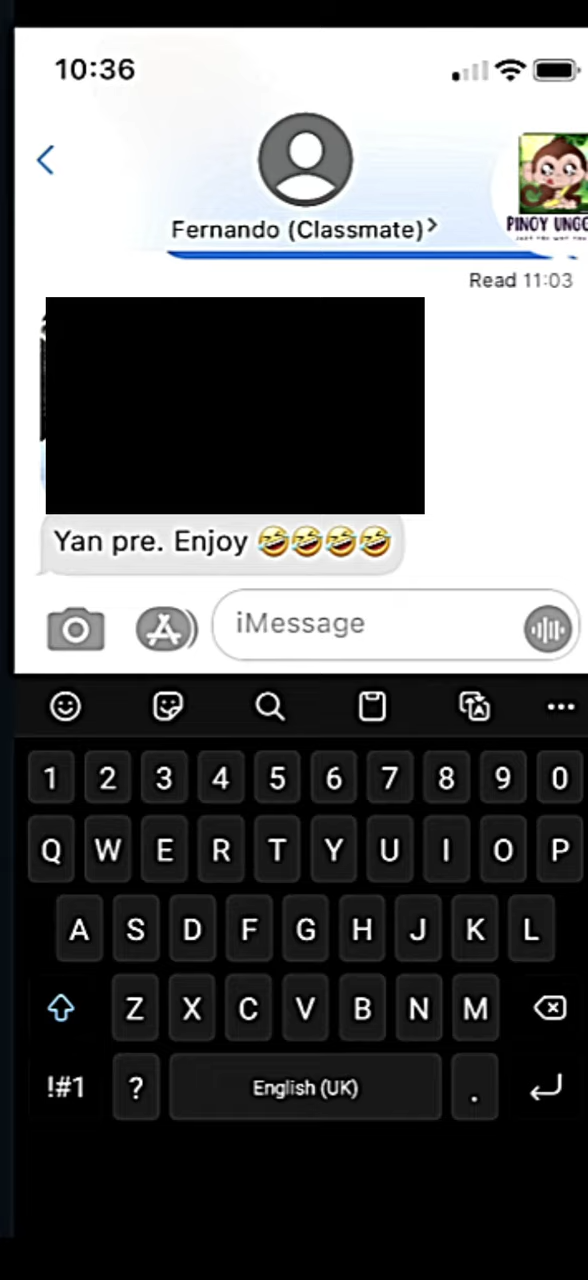 10:36
PINOY UNGG
Fernando (Classmate)
Read 11:03
Yan pre. Enjoy 🤣🤣🤣🤣
iMessage
1 2 3 4 5 6 7 8 9 0
Q W E R T Y U I O P
A S D F G H J K L
Z X C V B N M
!#1 ? English (UK) .